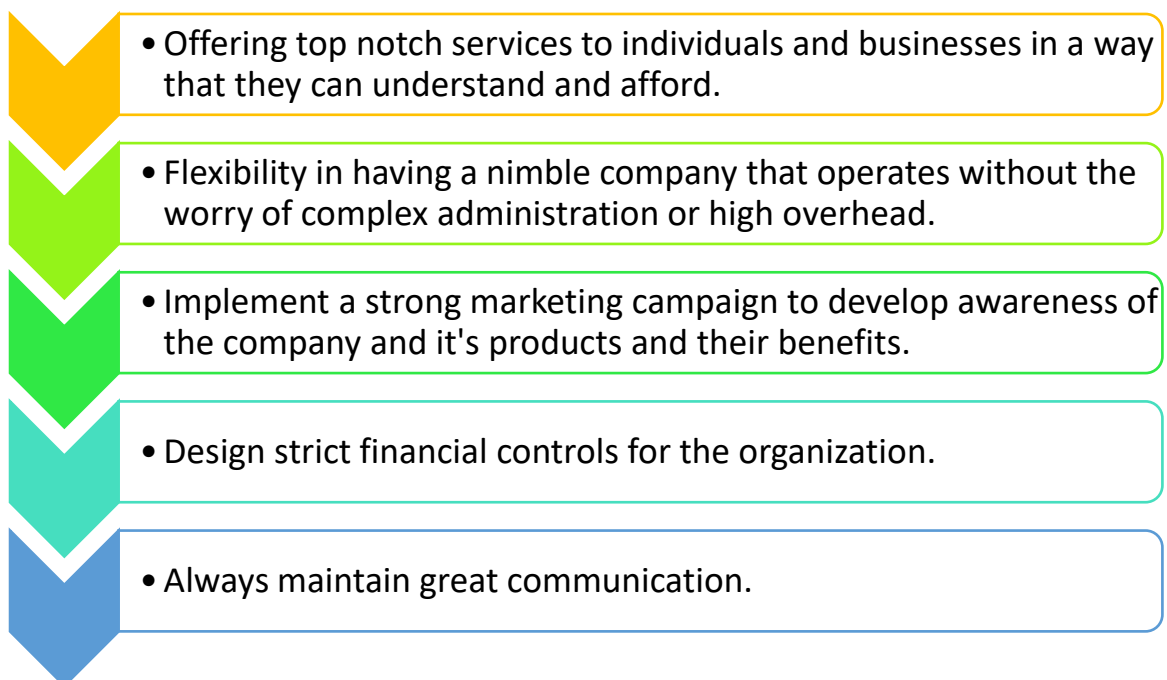 • Offering top notch services to individuals and businesses in a way
that they can understand and afford.
• Flexibility in having a nimble company that operates without the
worry of complex administration or high overhead.
• Implement a strong marketing campaign to develop awareness of
the company and it's products and their benefits.
• Design strict financial controls for the organization.
• Always maintain great communication.